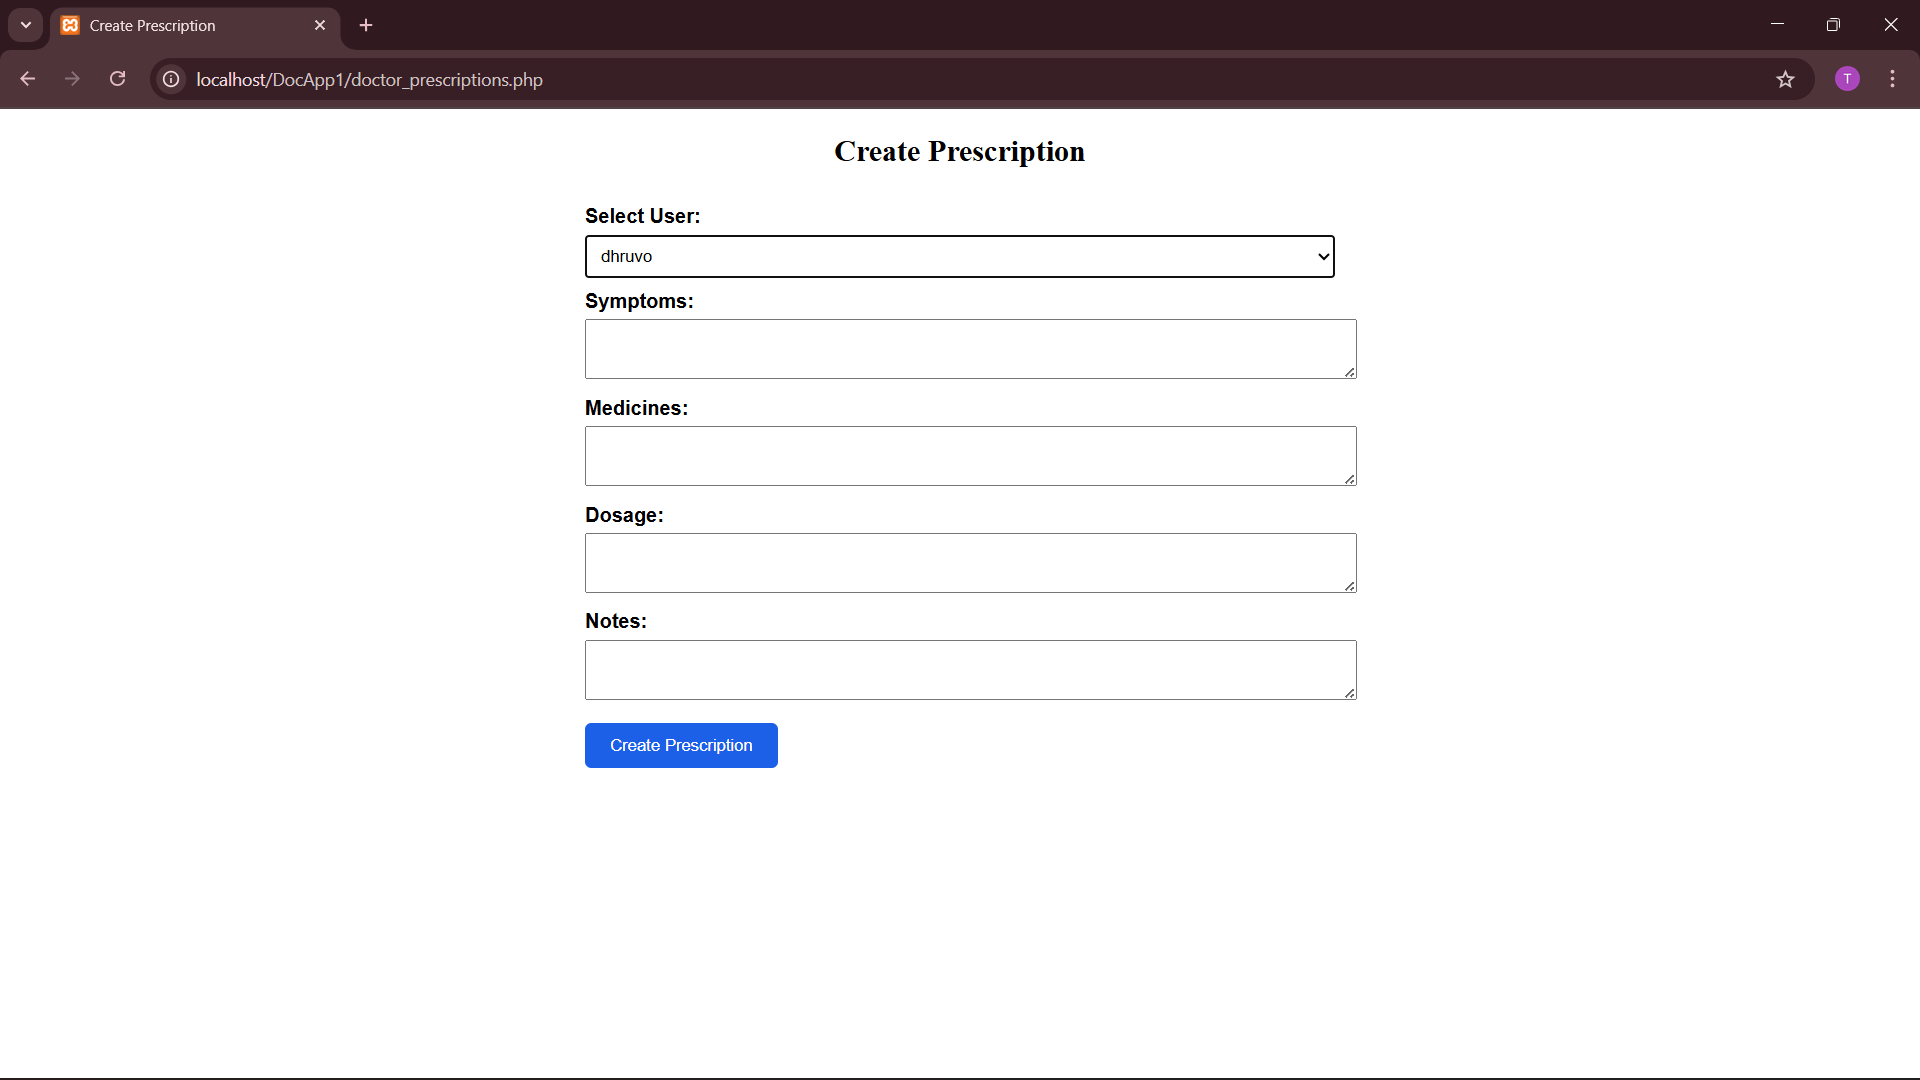 Create Prescription
localhost/DocApp1/doctor_prescriptions.php
T
Create Prescription
Select User:
dhruvo
Symptoms:
Medicines:
Dosage:
Notes:
Create Prescription